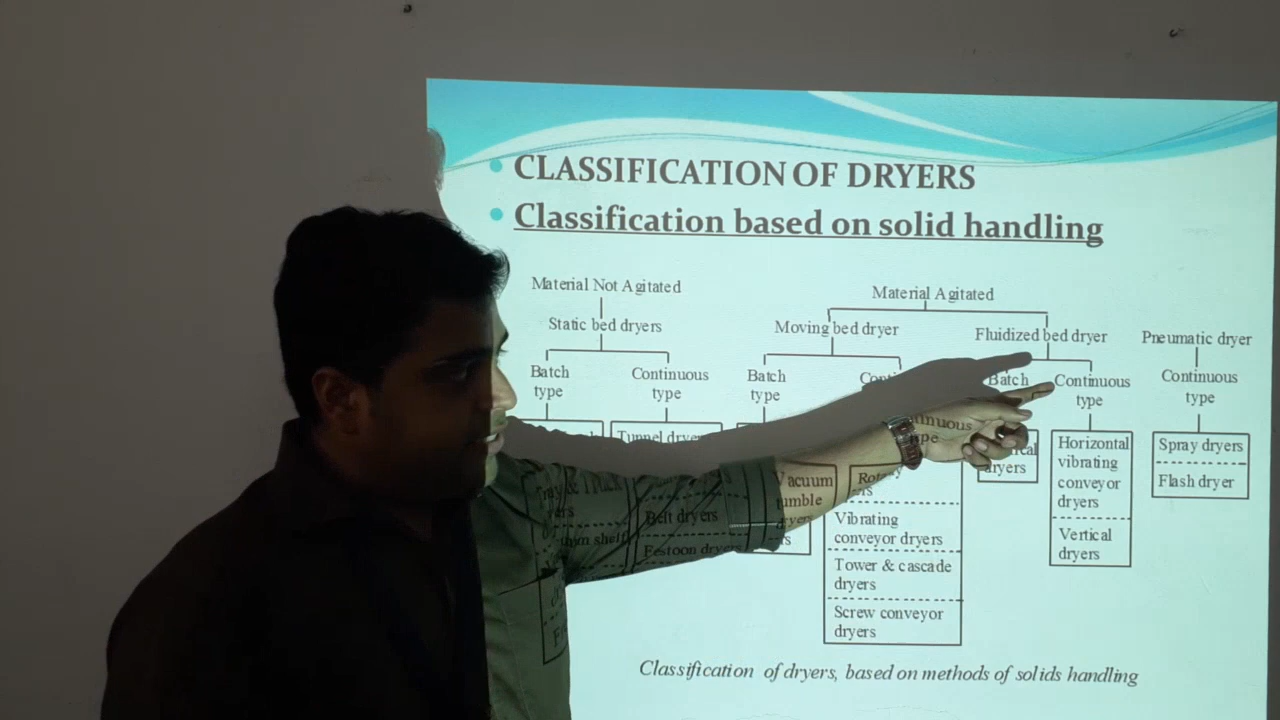 CLASSIFICATION OF DRYERS
Classification based on solid handling
Material Not Agitated
Material Agitated
Static bed dryers
Moving bed dryer
Fluidized bed dryer
Pneumatic dryer
Batch
type
Continuous
type
Batch
type
Batch
Continuous
type
Continuous
type
Tunnel
Belt dryers
Festoon
Vacuum
tumble
Vibrating
conveyor dryers
Tower & cascade
dryers
Screw conveyor
dryers
dryers
Horizontal
vibrating
conveyor
dryers
Vertical
dryers
Spray dryers
Flash dryer
Classification of dryers, based on methods of solids handling